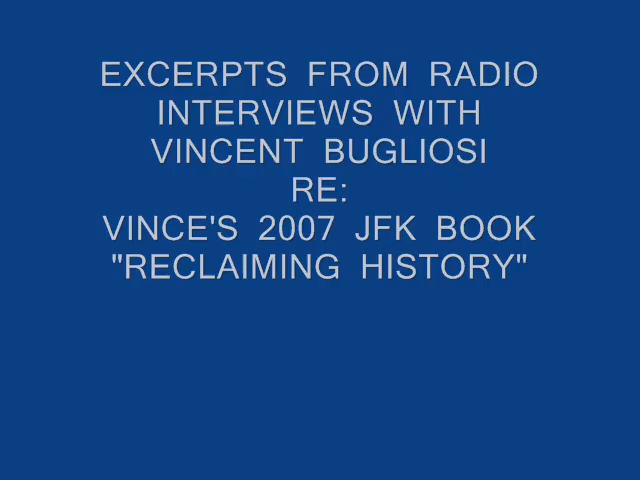 EXCERPTS FROM RADIO
INTERVIEWS WITH
VINCENT BUGLIOSI
RE:
VINCE'S 2007 JFK BOOK
"RECLAIMING HISTORY"